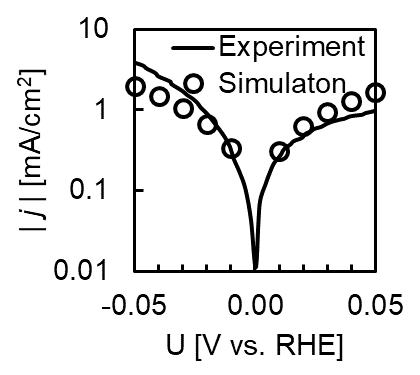 10
Experiment
Simulaton
1
0.1
0.01
-0.05 0.00 0.05
U [V vs. RHE]
| j | [mA/cm²]